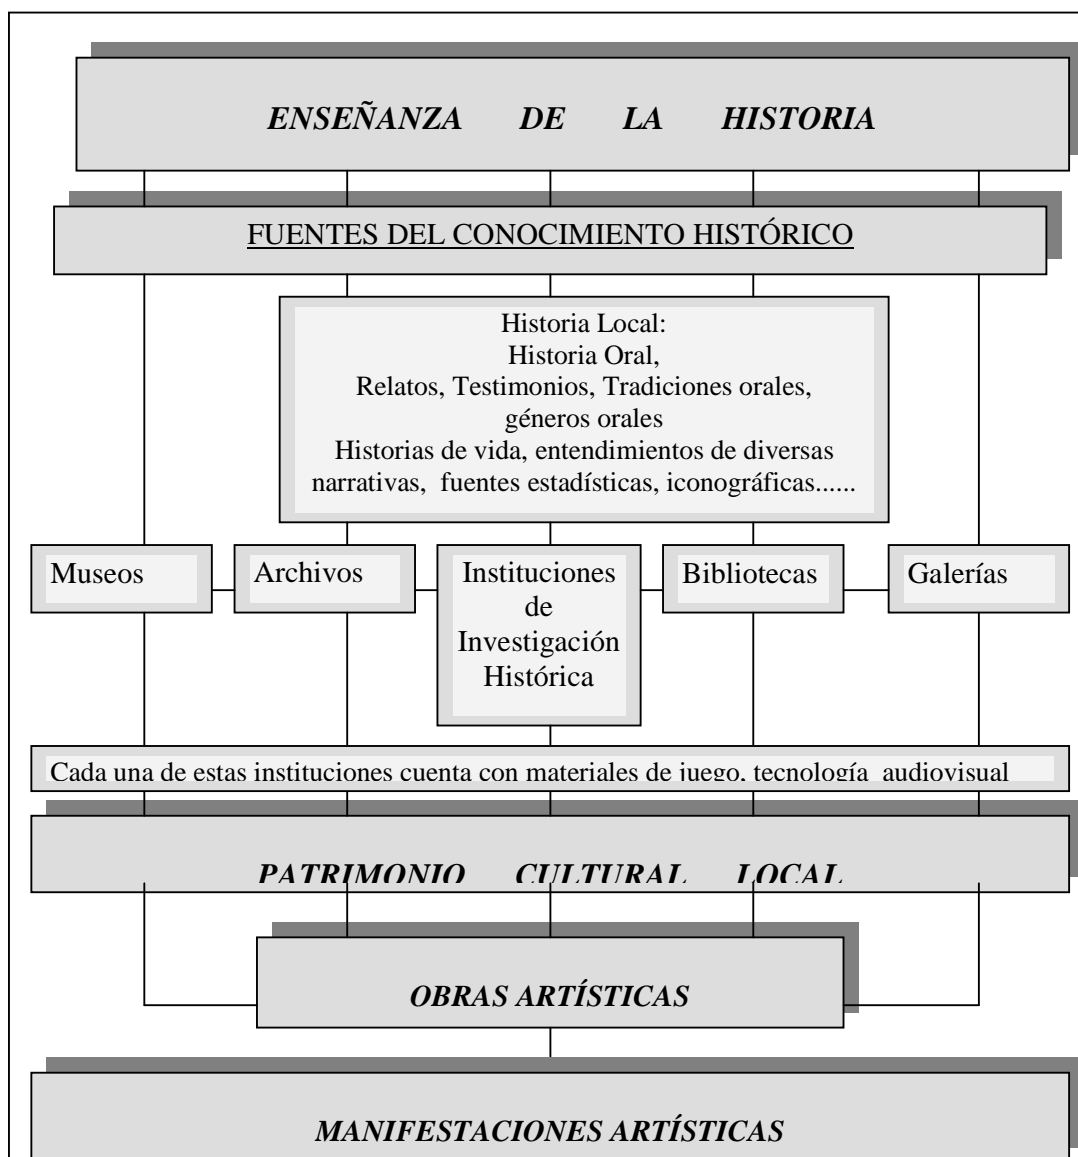 ENSEÑANZA DE LA HISTORIA
FUENTES DEL CONOCIMIENTO HISTÓRICO
Historia Local:
Historia Oral,
Relatos, Testimonios, Tradiciones orales,
géneros orales
Historias de vida, entendimientos de diversas
narrativas, fuentes estadísticas, iconográficas......
Museos
Archivos
Instituciones
de
Investigación
Histórica
Bibliotecas
Galerías
Cada una de estas instituciones cuenta con materiales de juego, tecnología audiovisual
PATRIMONIO CULTURAL LOCAL
OBRAS ARTÍSTICAS
MANIFESTACIONES ARTÍSTICAS